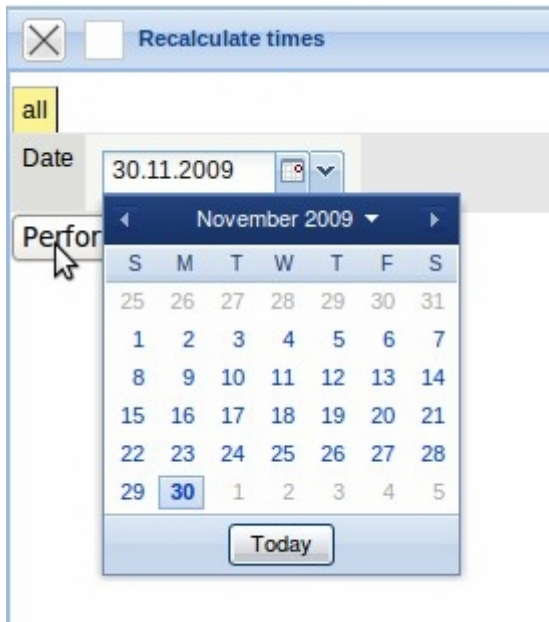 Recalculate times
all
Date 30.11.2009
Perfor
November 2009
S M T W T F S
25 26 27 28 29 30 31
1 2 3 4 5 6 7
8 9 10 11 12 13 14
15 16 17 18 19 20 21
22 23 24 25 26 27 28
29 30 1 2 3 4 5
Today